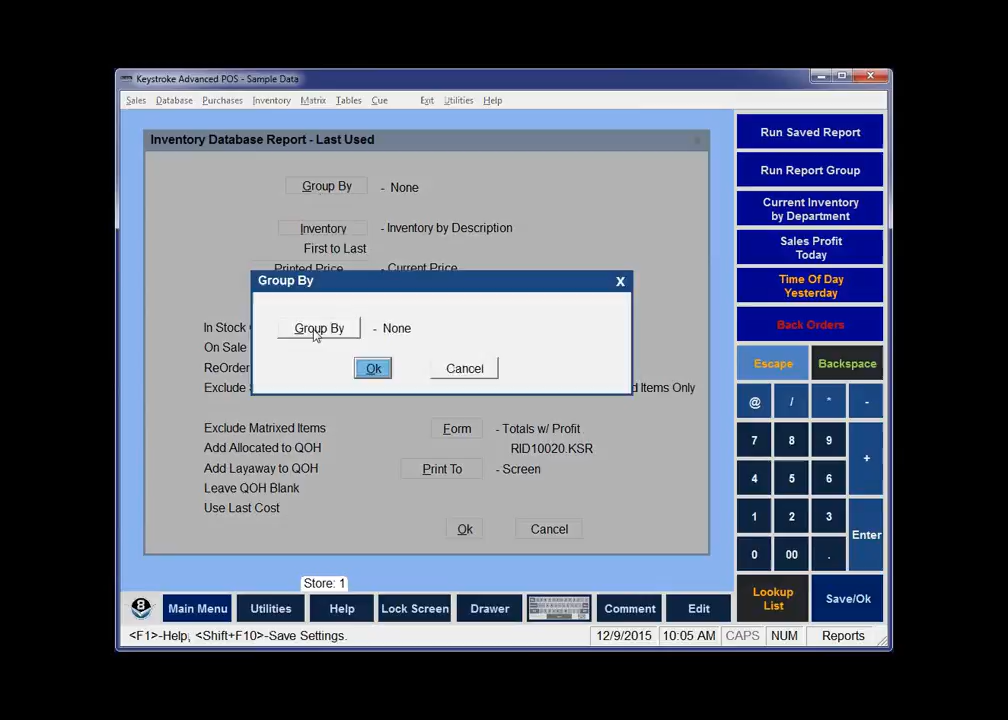 Keystroke Advanced POS - Sample Data
Sales Database Purchases Inventory Matrix Tables Cue Exit Utilities Help
Inventory Database Report - Last Used X
Group By - None
Inventory - Inventory by Description
First to Last
Printed Price - Current Price
Group By X
Group By - None
Ok Cancel
In Stock
On Sale
ReOrder
Exclude
d Items Only
Exclude Matrixed Items
Form - Totals w/ Profit
Add Allocated to QOH
RID10020.KSR
Add Layaway to QOH
Print To - Screen
Leave QOH Blank
Use Last Cost
Ok Cancel
Store: 1
Run Saved Report
Run Report Group
Current Inventory
by Department
Sales Profit
Today
Time Of Day
Yesterday
Back Orders
Escape Backspace
@ / * -
7 8 9 +
4 5 6
1 2 3 Enter
0 00 .
Lookup
List
Save/Ok
8 Main Menu Utilities Help Lock Screen Drawer Comment Edit
<F1>-Help, <Shift+F10>-Save Settings. 12/9/2015 10:05 AM CAPS NUM Reports